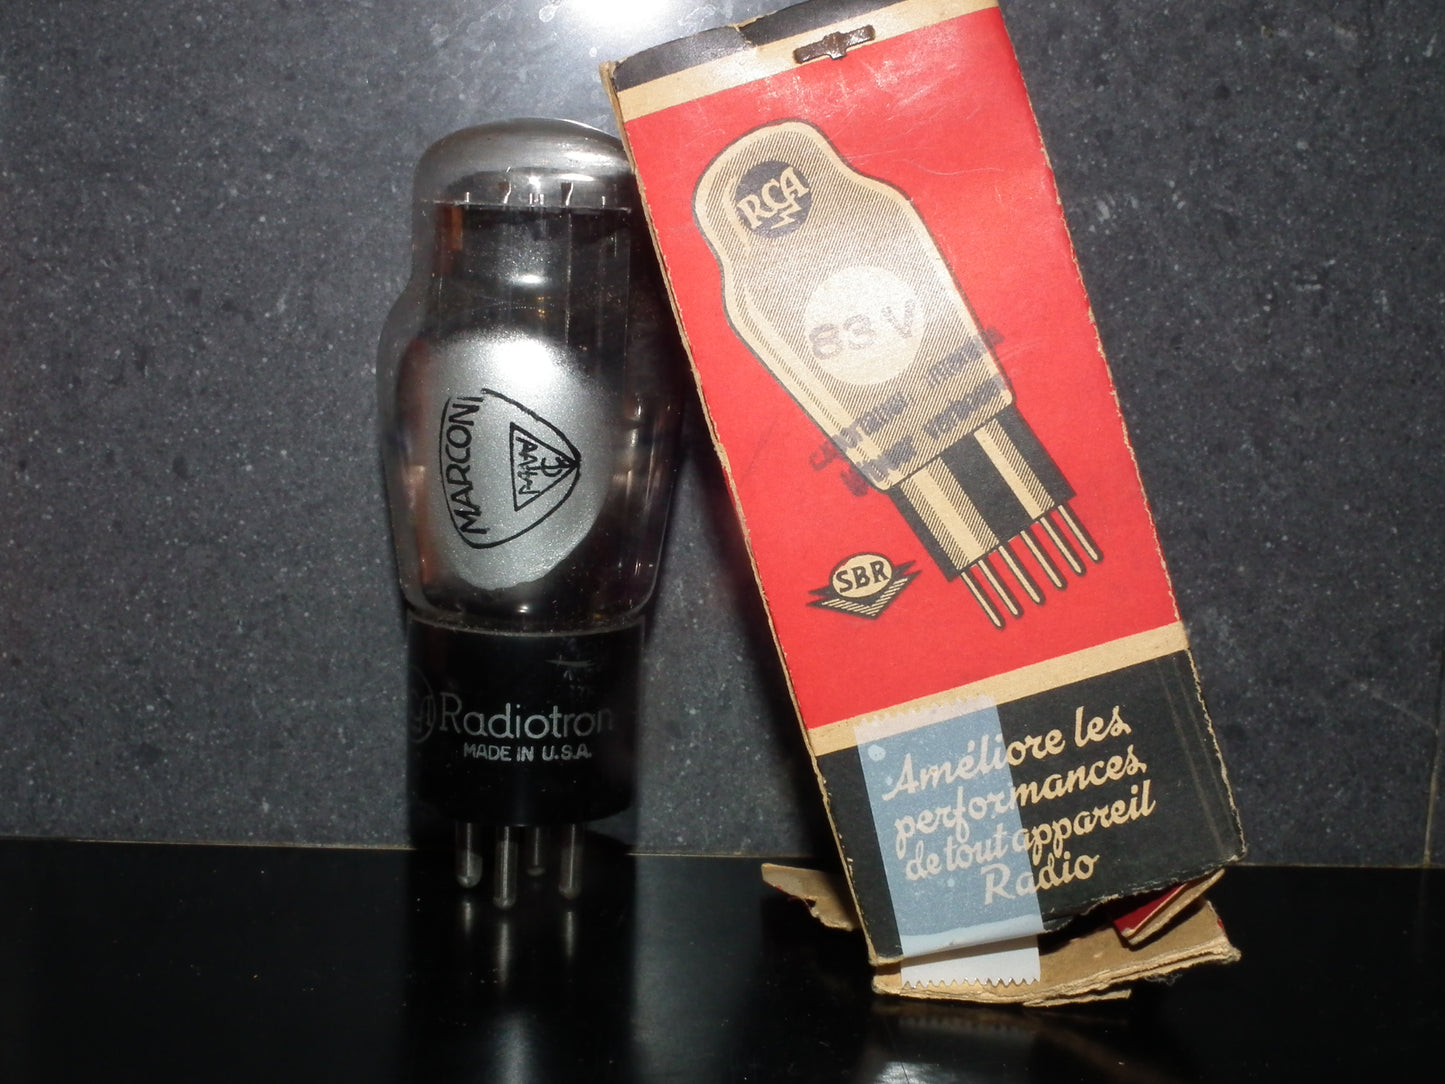 MARCONI
Radiotron
MADE IN U.S.A.
RCA
83 V
SBR
Améliore les
performances
de tout appareil
Radio